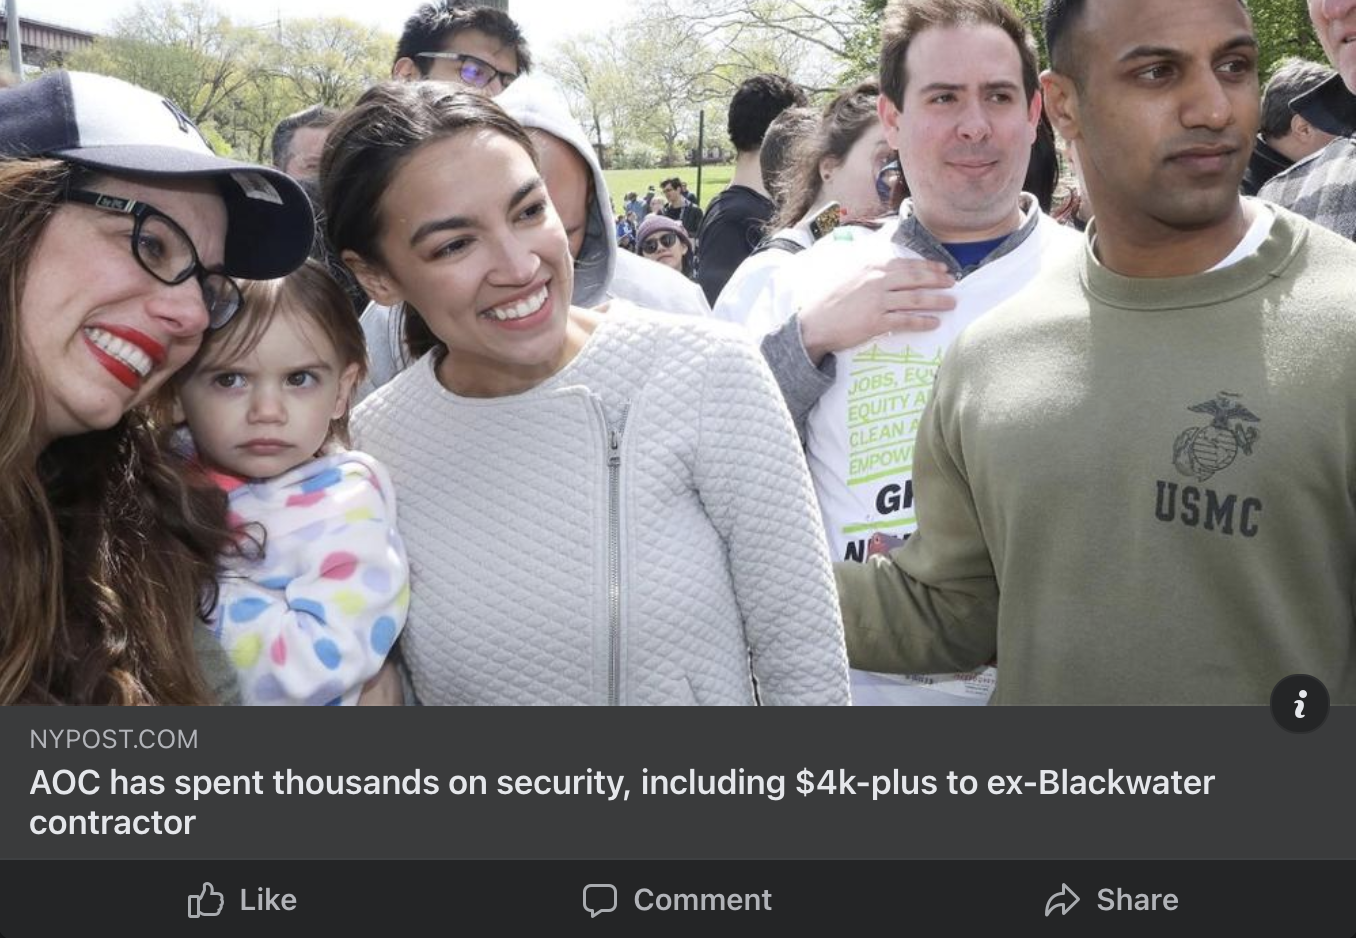 JOBS, EQU
EQUITY A
CLEAN A
EMPOW
USMC
NYPOST.COM
AOC has spent thousands on security, including $4k-plus to ex-Blackwater
contractor
Like
Comment
Share